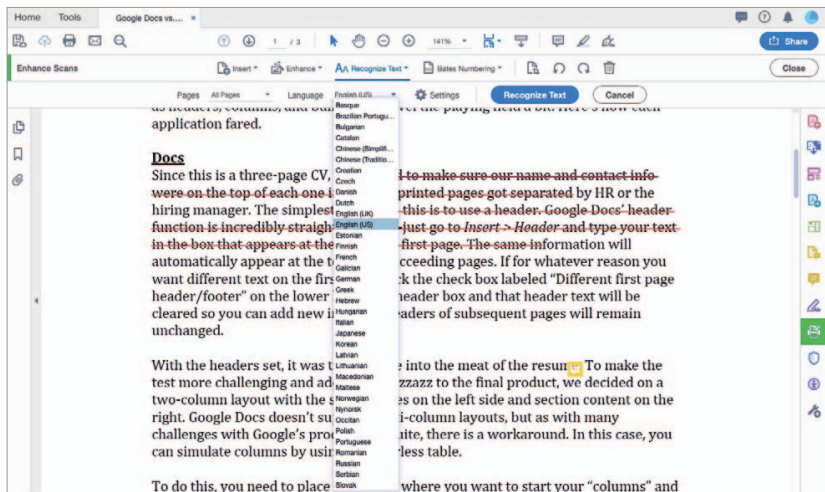 Home Tools Google Docs vs.... ×
1 / 3 141% Share
Enhance Scans Insert Enhance Recognize Text Bates Numbering Close
Pages All Pages Language English (US) Settings Recognize Text Cancel
application fared.
Docs
Since this is a three-page CV, d to make sure our name and contact info
were on the top of each one i printed pages got separated by HR or the
hiring manager. The simplest this is to use a header. Google Docs' header
function is incredibly straigh just go to Insert > Header and type your text
in the box that appears at the first page. The same information will
automatically appear at the t cceeding pages. If for whatever reason you
want different text on the firs ck the check box labeled "Different first page
header/footer" on the lower header box and that header text will be
cleared so you can add new in eaders of subsequent pages will remain
unchanged.
With the headers set, it was t e into the meat of the resum To make the
test more challenging and ad zzazz to the final product, we decided on a
two-column layout with the s es on the left side and section content on the
right. Google Docs doesn't su i-column layouts, but as with many
challenges with Google's pro uite, there is a workaround. In this case, you
can simulate columns by usin rless table.
To do this, you need to place where you want to start your "columns" and
Basque
Brazilian Portugu...
Bulgarian
Catalan
Chinese (Simplifi...
Chinese (Traditio...
Croatian
Czech
Danish
Dutch
English (UK)
English (US)
Estonian
Finnish
French
Galician
German
Greek
Hebrew
Hungarian
Italian
Japanese
Korean
Latvian
Lithuanian
Macedonian
Maltese
Norwegian
Nynorsk
Occitan
Polish
Portuguese
Romanian
Russian
Serbian
Slovak